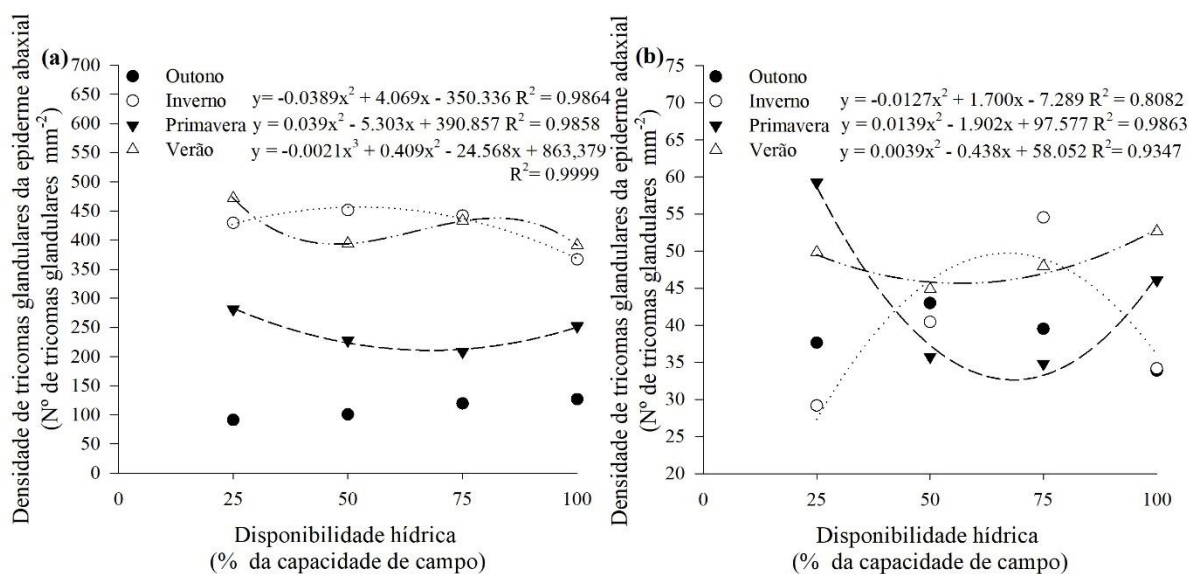 (a)
Densidade de tricomas glandulares da epiderme abaxial
(Nº de tricomas glandulares mm⁻²)
700
650
600
550
500
450
400
350
300
250
200
150
100
50
0
Outono
Inverno y= -0.0389x² + 4.069x - 350.336 R² = 0.9864
Primavera y = 0.039x² - 5.303x + 390.857 R² = 0.9858
Verão y = -0.0021x³ + 0.409x² - 24.568x + 863,379
R²= 0.9999
0 25 50 75 100
Disponibilidade hídrica
(% da capacidade de campo)
(b)
Densidade de tricomas glandulares da epiderme adaxial
(Nº de tricomas glandulares mm⁻²)
75
70
65
60
55
50
45
40
35
30
25
20
Outono
Inverno y = -0.0127x² + 1.700x - 7.289 R² = 0.8082
Primavera y = 0.0139x² - 1.902x + 97.577 R² = 0.9863
Verão y = 0.0039x² - 0.438x + 58.052 R² = 0.9347
0 25 50 75 100
Disponibilidade hídrica
(% da capacidade de campo)